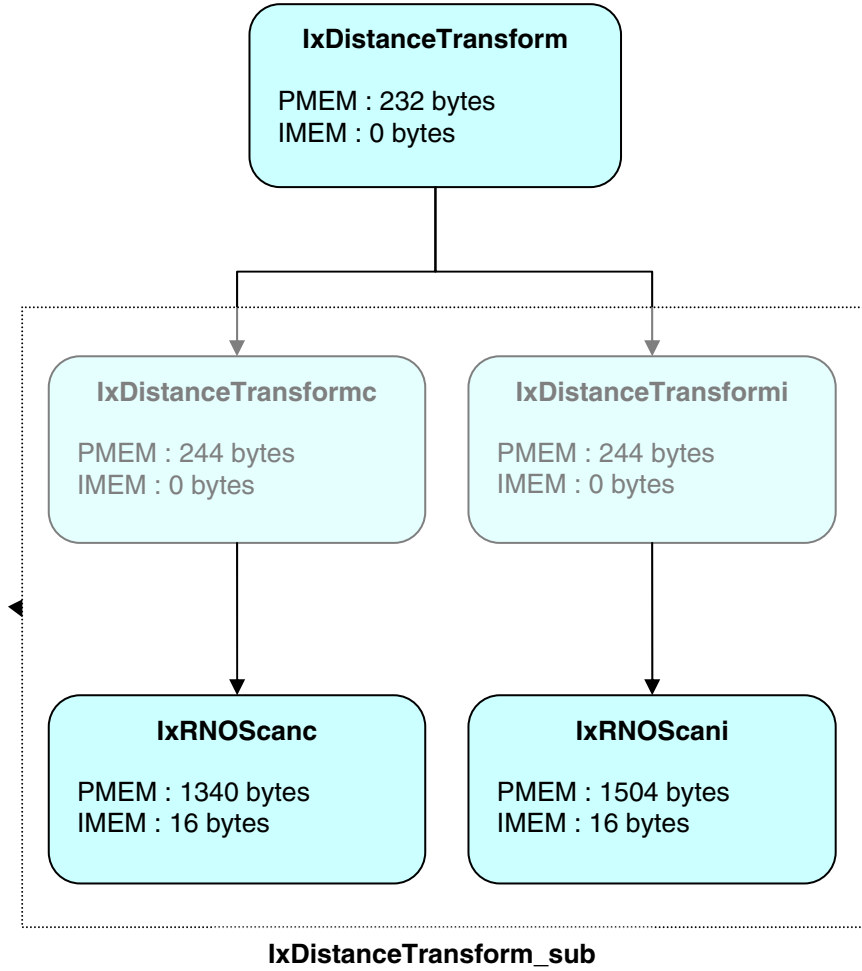 IxDistanceTransform
PMEM : 232 bytes
IMEM : 0 bytes
IxDistanceTransformc
PMEM : 244 bytes
IMEM : 0 bytes
IxDistanceTransformi
PMEM : 244 bytes
IMEM : 0 bytes
IxRNOScanc
PMEM : 1340 bytes
IMEM : 16 bytes
IxRNOScani
PMEM : 1504 bytes
IMEM : 16 bytes
IxDistanceTransform_sub